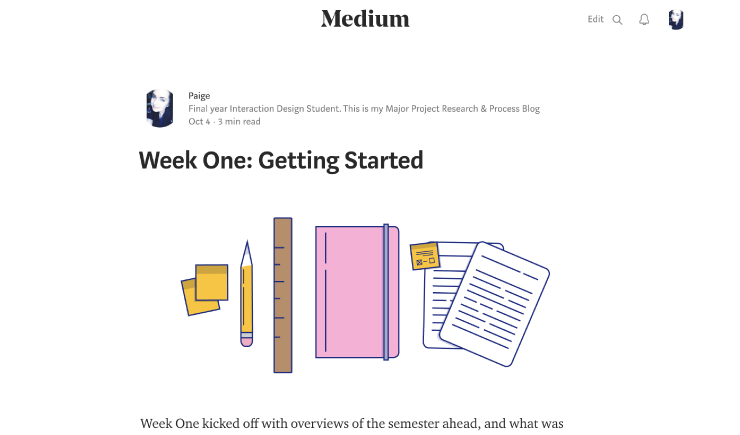 Medium
Edit
Paige
Final year Interaction Design Student. This is my Major Project Research & Process Blog
Oct 4 · 3 min read
Week One: Getting Started
Week One kicked off with overviews of the semester ahead, and what was